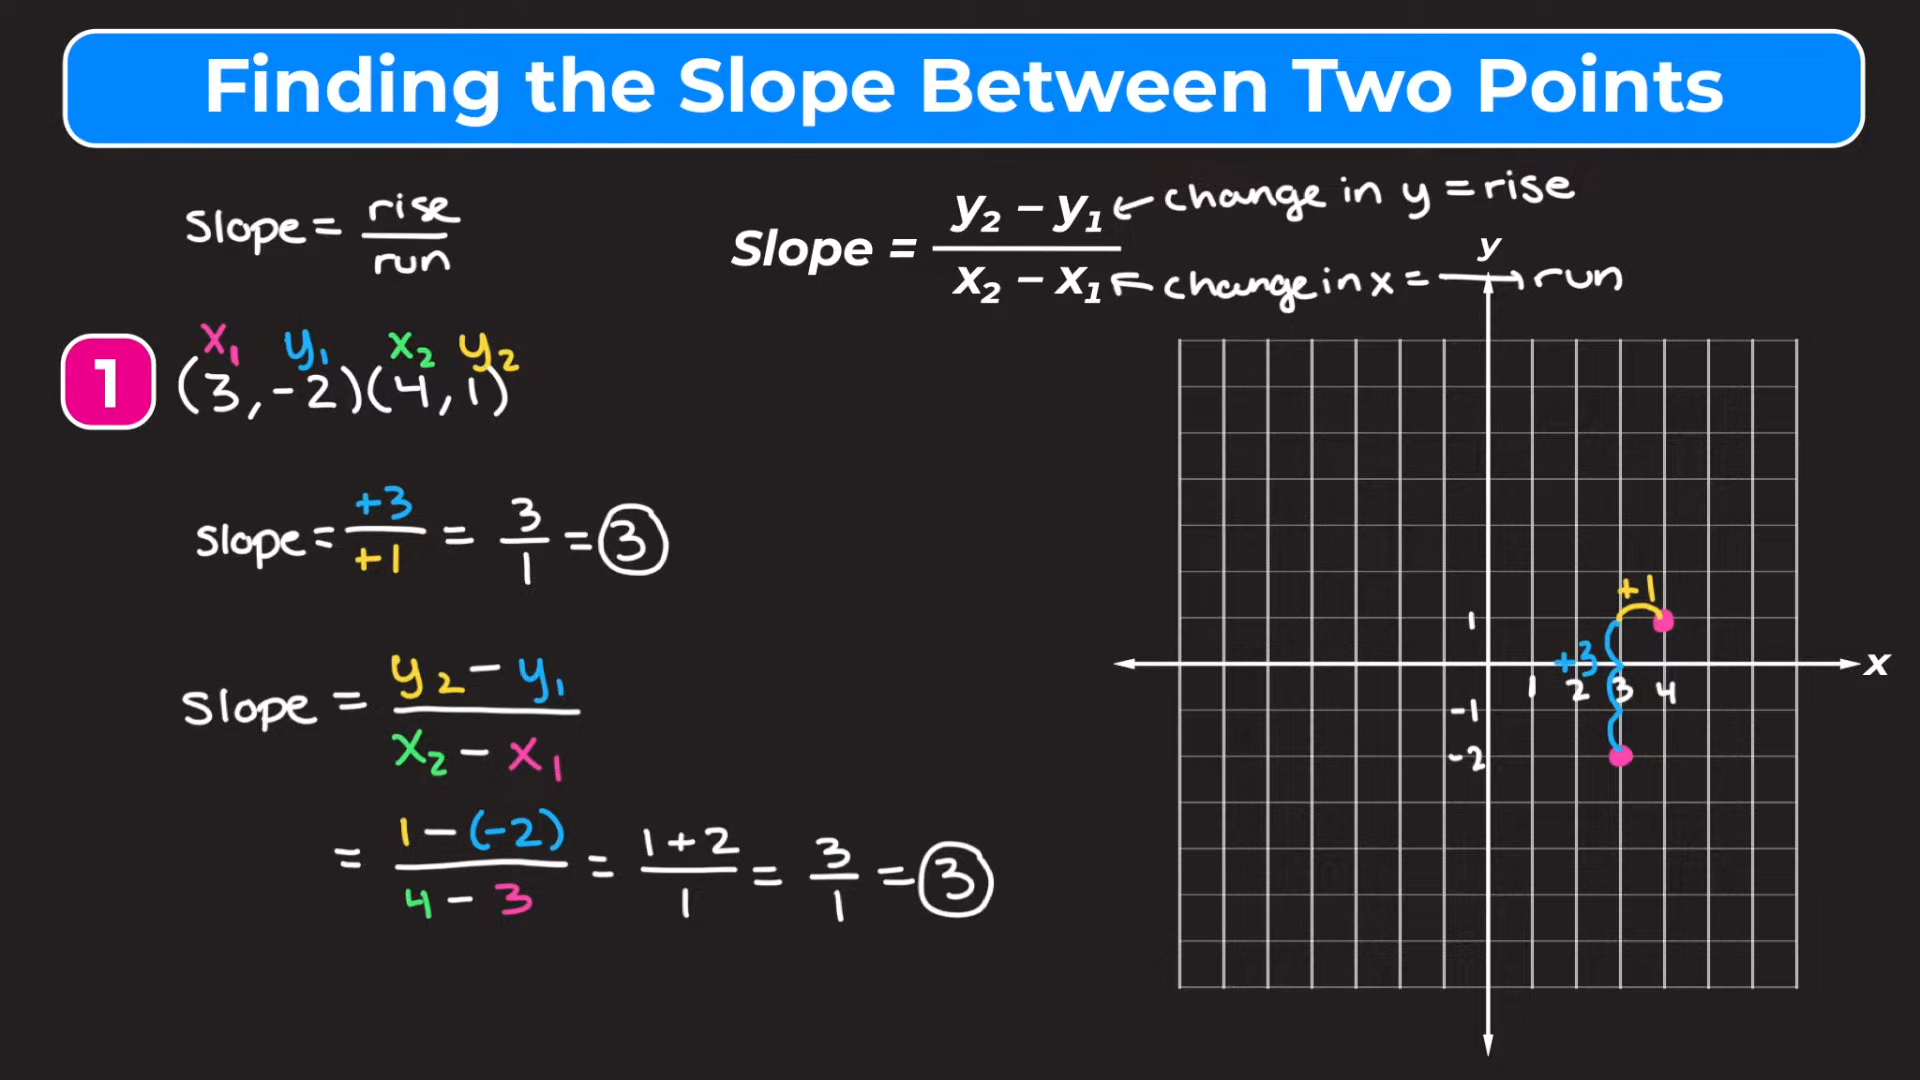 Finding the Slope Between Two Points
Slope = rise / run
Slope = y₂ − y₁ / x₂ − x₁
← change in y = rise
← change in x = → run
1
x₁ y₁ x₂ y₂
(3, -2)(4, 1)
slope = +3 / +1 = 3 / 1 = 3
Slope = y₂ − y₁ / x₂ − x₁
= 1 − (−2) / 4 − 3 = 1 + 2 / 1 = 3 / 1 = 3
y
+1
1
+3
x
1 2 3 4
-1
-2